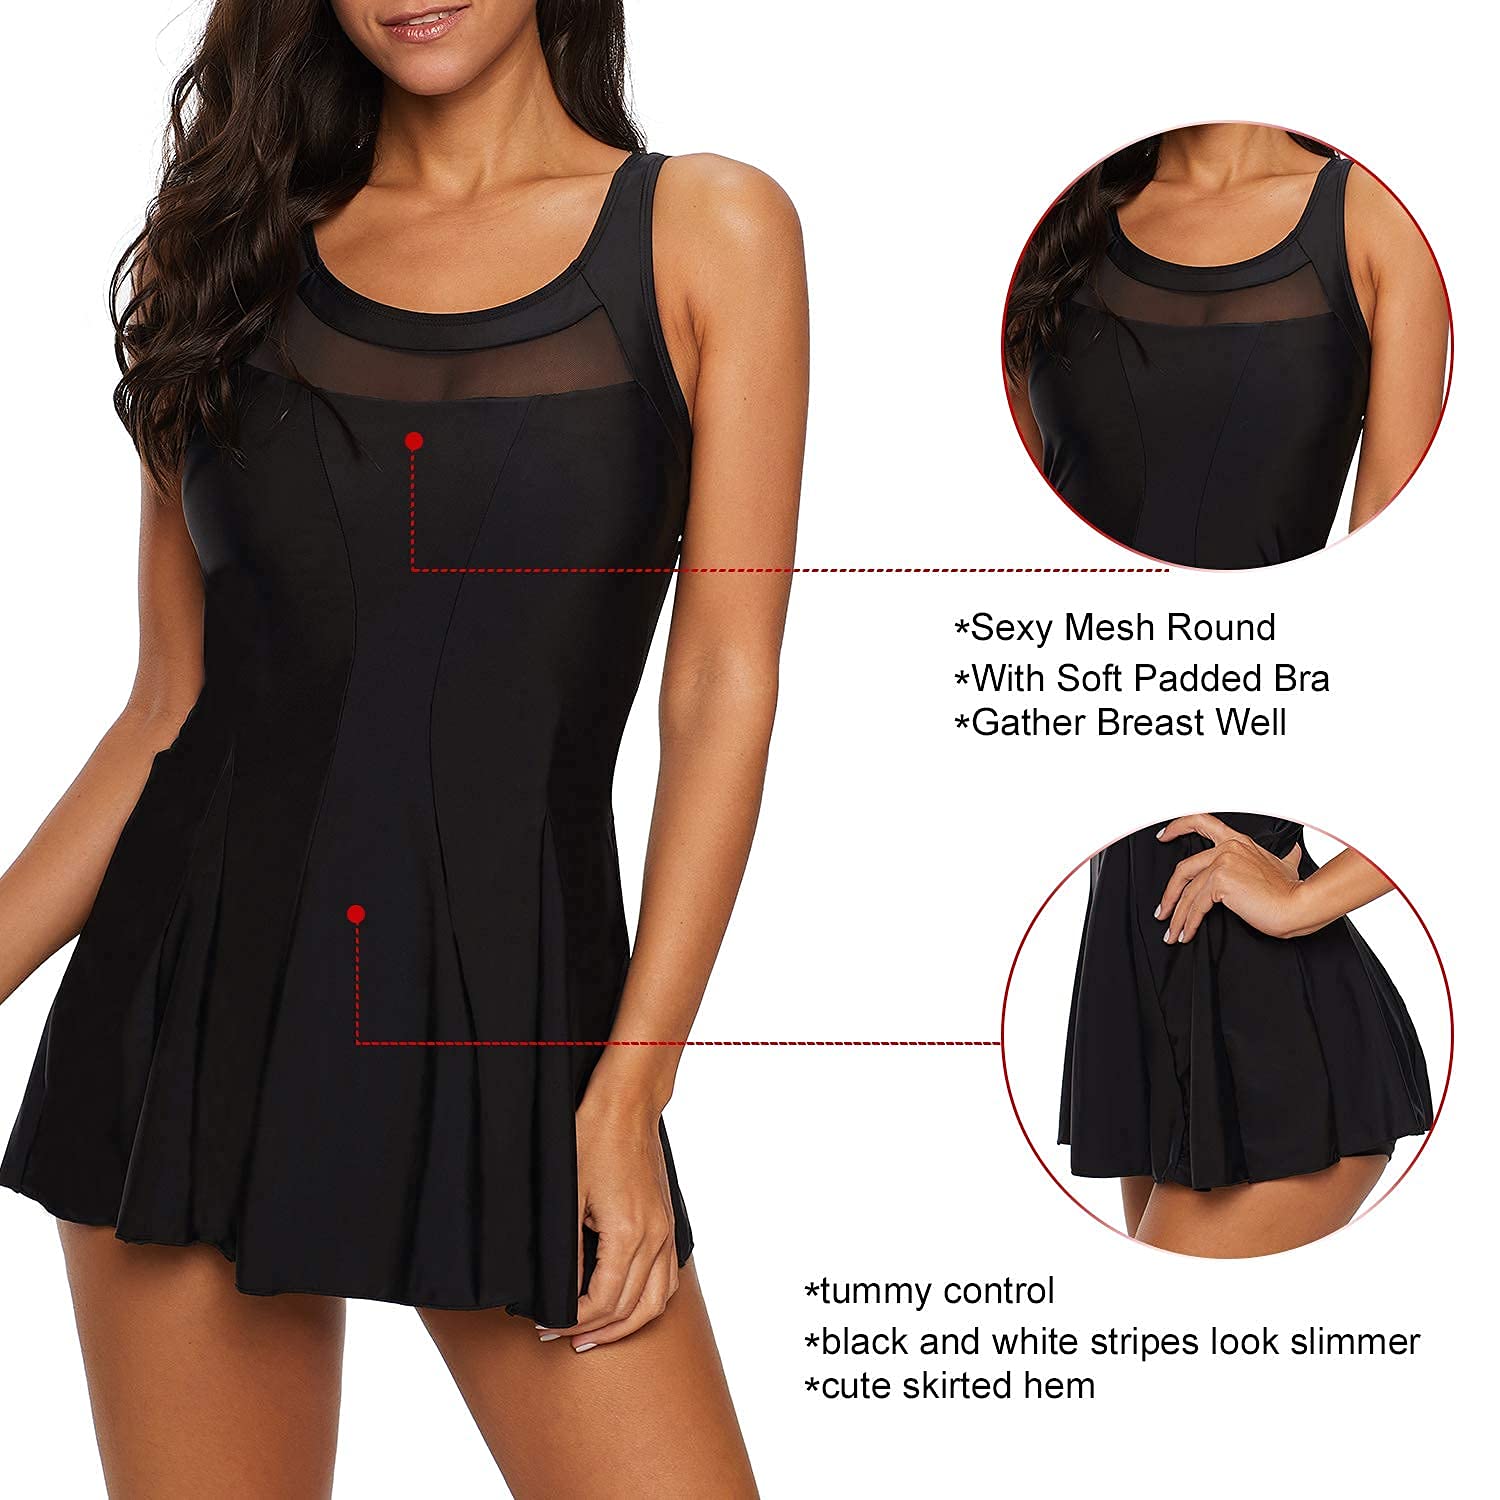 *Sexy Mesh Round
*With Soft Padded Bra
*Gather Breast Well
*tummy control
*black and white stripes look slimmer
*cute skirted hem